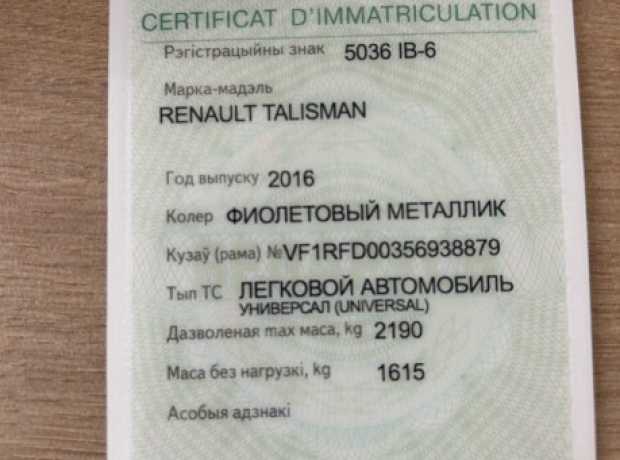 CERTIFICAT D'IMMATRICULATION
Рэгістрацыйны знак 5036 IB-6
Марка-мадэль
RENAULT TALISMAN
Год выпуску 2016
Колер ФИОЛЕТОВЫЙ МЕТАЛЛИК
Кузаў (рама) №VF1RFD00356938879
Тып ТС ЛЕГКОВОЙ АВТОМОБИЛЬ
УНИВЕРСАЛ (UNIVERSAL)
Дазволеная max маса, kg 2190
Маса без нагрузкі, kg 1615
Асобыя адзнакі